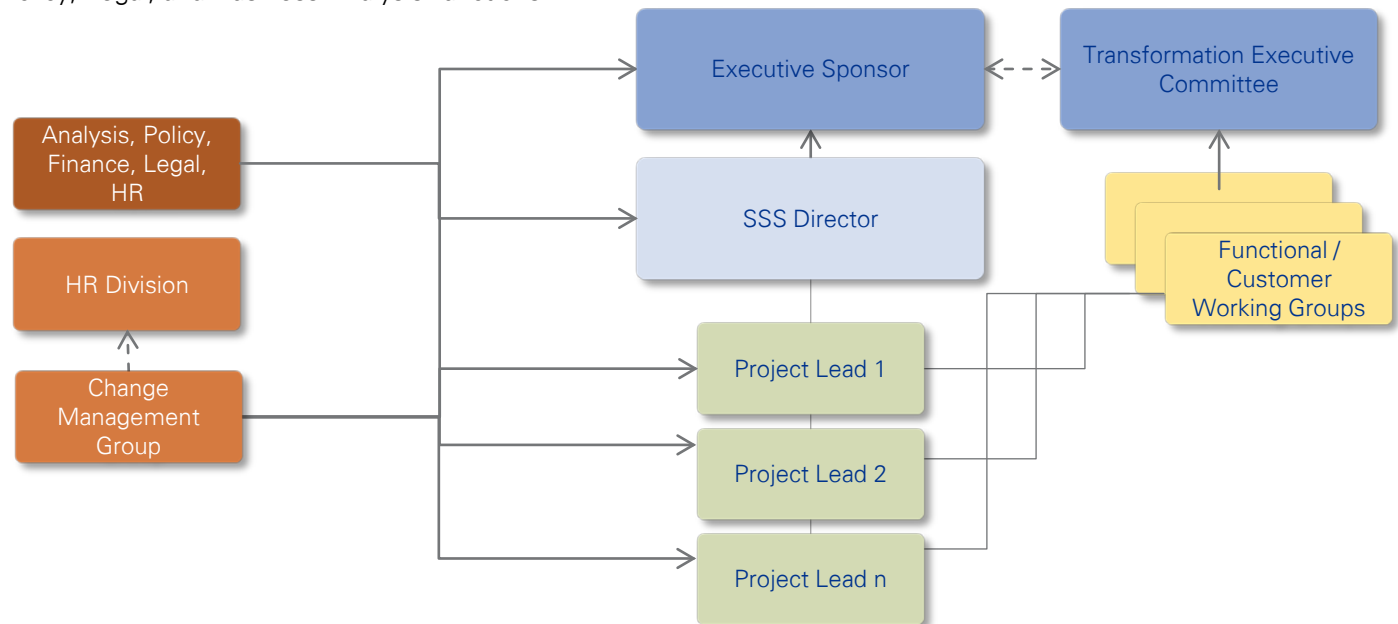 Executive Sponsor
Transformation Executive
Committee
Analysis, Policy,
Finance, Legal,
HR
SSS Director
HR Division
Functional /
Customer
Working Groups
Change
Management
Group
Project Lead 1
Project Lead 2
Project Lead n